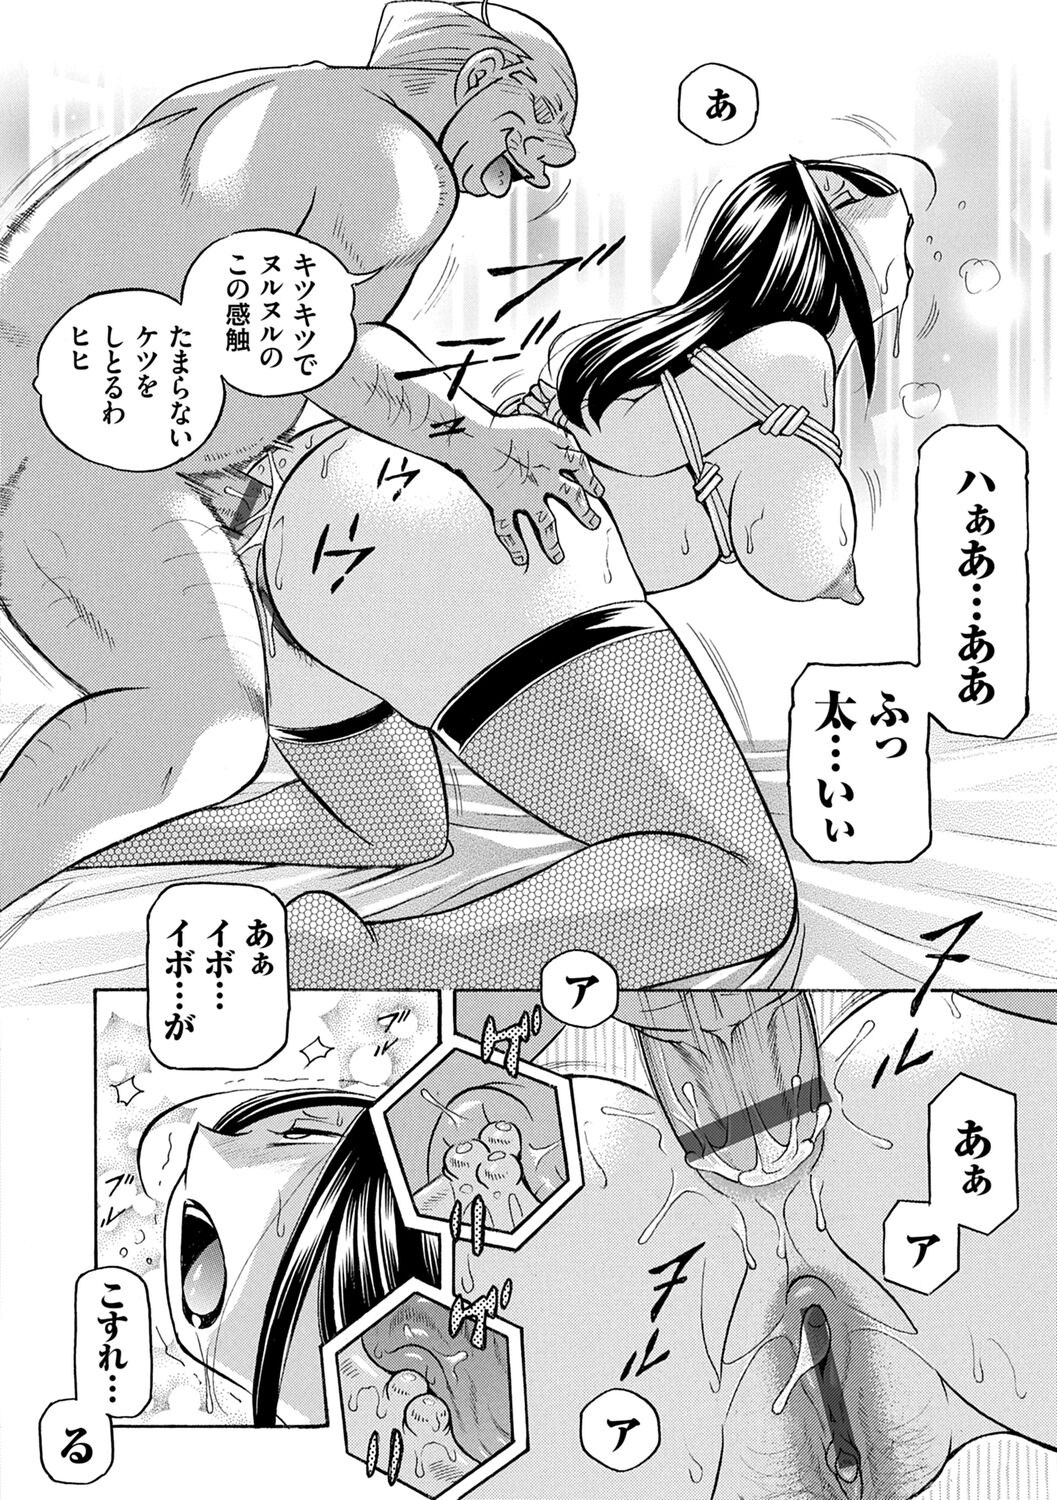 あ
キツキツで
ヌルヌルの
この感触
たまらない
ケツを
しとるわ
ヒヒ
ハぁあ…ああ
ふっ
太…いぃ
あぁ
イボ…
イボ…が
ア
あぁ
ア
こすれ…
る
ア